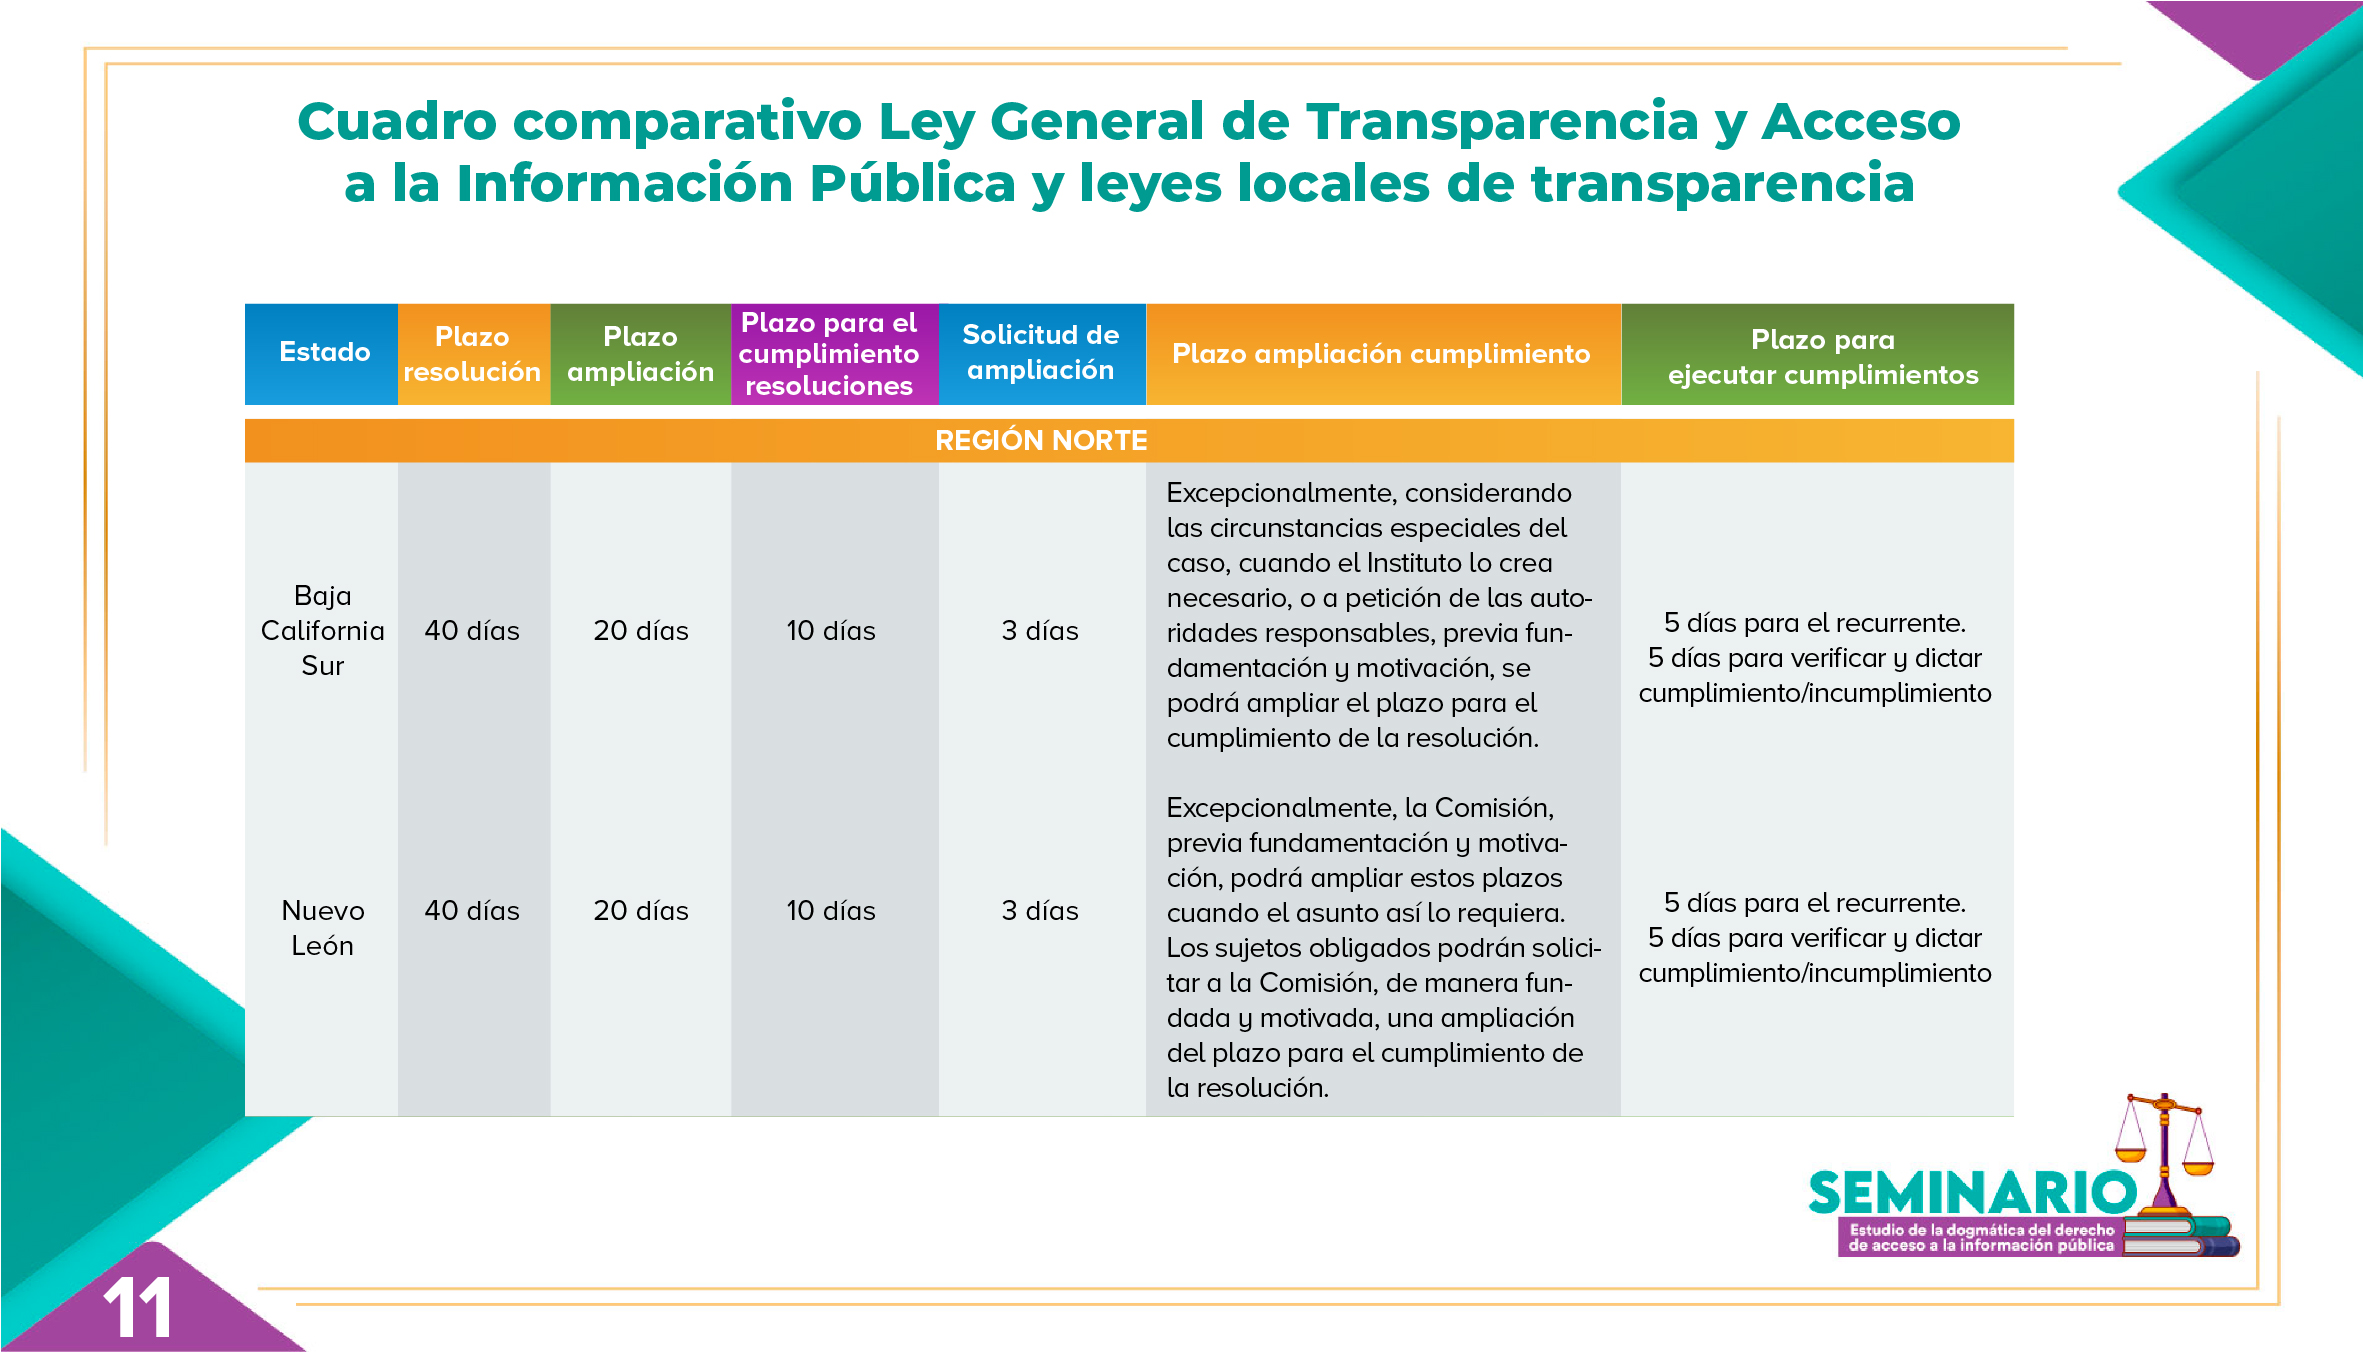 Cuadro comparativo Ley General de Transparencia y Acceso
a la Información Pública y leyes locales de transparencia
Estado
Plazo
resolución
Plazo
ampliación
Plazo para el
cumplimiento
resoluciones
Solicitud de
ampliación
Plazo ampliación cumplimiento
Plazo para
ejecutar cumplimientos
REGIÓN NORTE
Baja
California
Sur
40 días
20 días
10 días
3 días
Excepcionalmente, considerando
las circunstancias especiales del
caso, cuando el Instituto lo crea
necesario, o a petición de las auto-
ridades responsables, previa fun-
damentación y motivación, se
podrá ampliar el plazo para el
cumplimiento de la resolución.
5 días para el recurrente.
5 días para verificar y dictar
cumplimiento/incumplimiento
Nuevo
León
40 días
20 días
10 días
3 días
Excepcionalmente, la Comisión,
previa fundamentación y motiva-
ción, podrá ampliar estos plazos
cuando el asunto así lo requiera.
Los sujetos obligados podrán solici-
tar a la Comisión, de manera fun-
dada y motivada, una ampliación
del plazo para el cumplimiento de
la resolución.
5 días para el recurrente.
5 días para verificar y dictar
cumplimiento/incumplimiento
SEMINARIO
Estudio de la dogmática del derecho
de acceso a la información pública
11